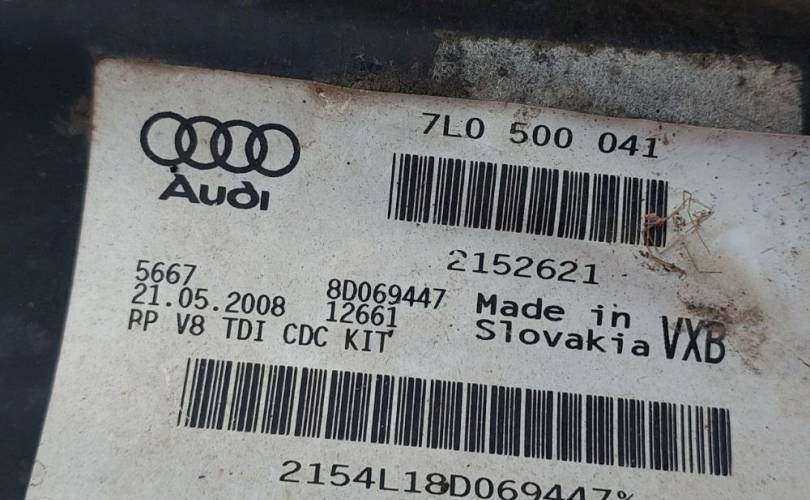 7L0 500 041
Audi
2152621
5667
21.05.2008
RP V8 TDI CDC KIT
8D069447
12661
Made in
Slovakia
VXB
2154L18D069447%